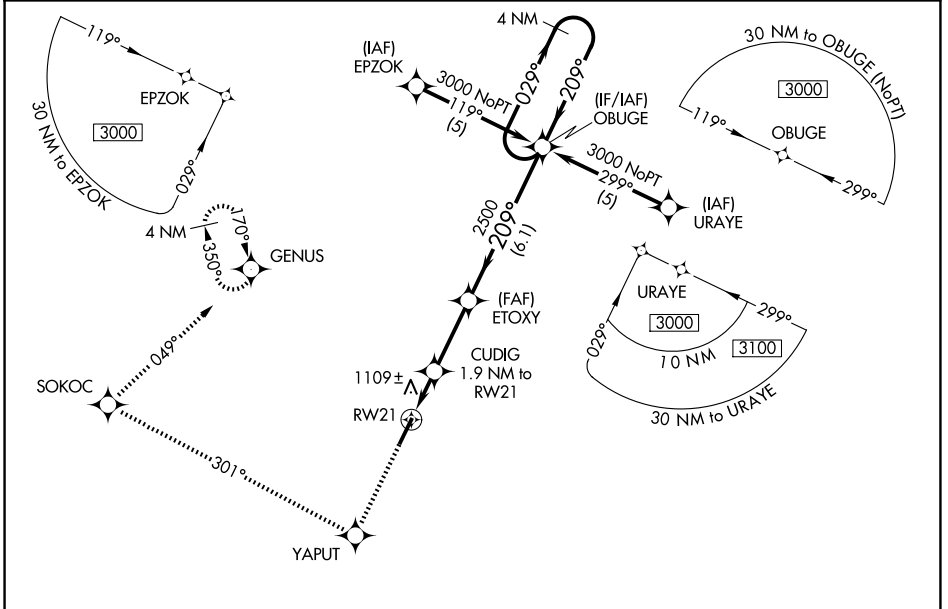 119°
EPZOK
3000
30 NM to EPZOK
029°
4 NM
170°
350°
GENUS
049°
SOKOC
301°
YAPUT
4 NM
029°
209°
(IAF)
EPZOK
3000 NoPT
119°
(5)
(IF/IAF)
OBUGE
3000 NoPT
299°
(5)
(IAF)
URAYE
2500
209°
(6.1)
(FAF)
ETOXY
CUDIG
1.9 NM to
RW21
1109±
RW21
30 NM to OBUGE (NoPT)
3000
119°
OBUGE
299°
URAYE
299°
3000
029°
10 NM
3100
30 NM to URAYE